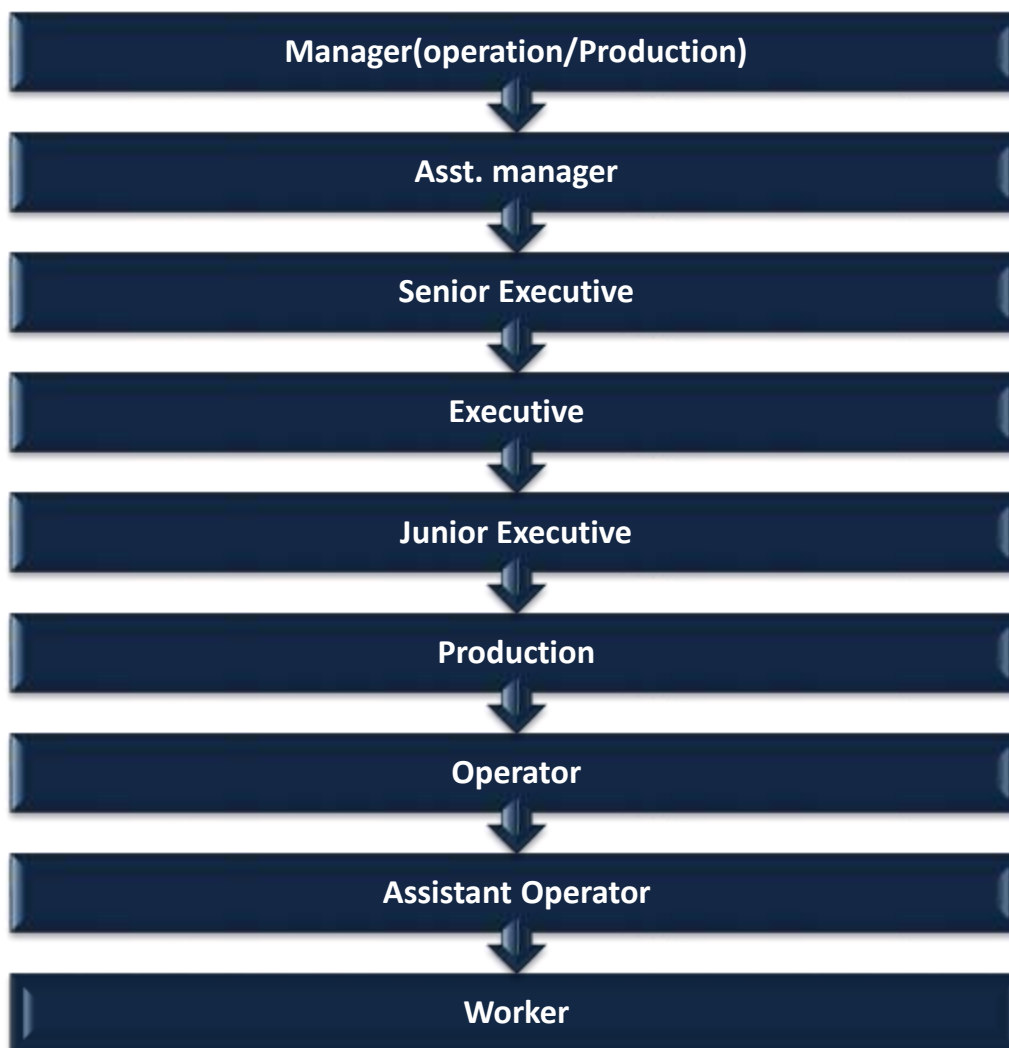 Manager(operation/Production)
Asst. manager
Senior Executive
Executive
Junior Executive
Production
Operator
Assistant Operator
Worker